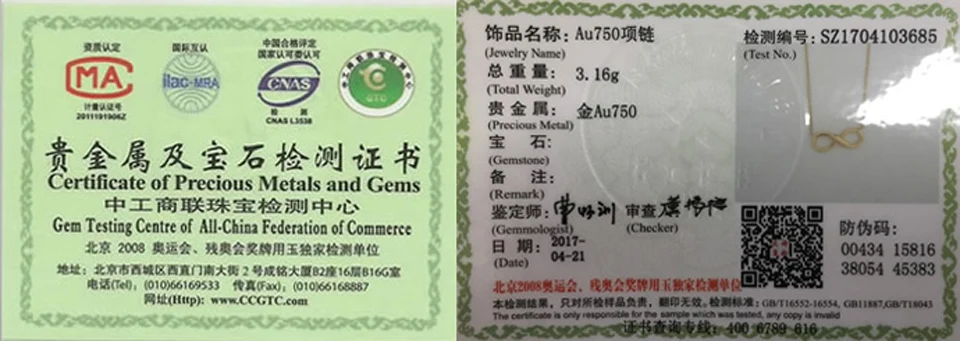 资质认定
MA
计量认证号
2011191906Z
国际互认
ilac-MRA
中国合格评定
国家认可委认可
CNAS
检 测
CNAS L3538
GTC
贵金属及宝石检测证书
Certificate of Precious Metals and Gems
中工商联珠宝检测中心
Gem Testing Centre of All-China Federation of Commerce
北京 2008 奥运会、残奥会奖牌用玉独家检测单位
地址：北京市西城区西直门南大街2号成铭大厦B2座16层B16G室
电话(Tel)：(010)66169533 传真(Fax)：(010)66168887
网址(Http)：www.CCGTC.com
饰品名称：Au750项链
(Jewelry Name)
检测编号：SZ1704103685
(Test No.)
总重量：3.16g
(Total Weight)
贵金属：金Au750
(Precious Metal)
宝 石：
(Gemstone)
备 注：
(Remark)
鉴定师： 审查
(Gemmologist) (Checker)
日 期：2017-
04-21
(Date)
防伪码：
00434 15816
38054 45383
北京2008奥运会、残奥会奖牌用玉独家检测单位
本检测结果，只对所检样品负责，翻印无效。检测标准：GB/T16552-16554，GB11887,GB/T18043
The certificate is only responsible for the sample which was tested, any copy is invalid
证书查询专线：400 6789 616